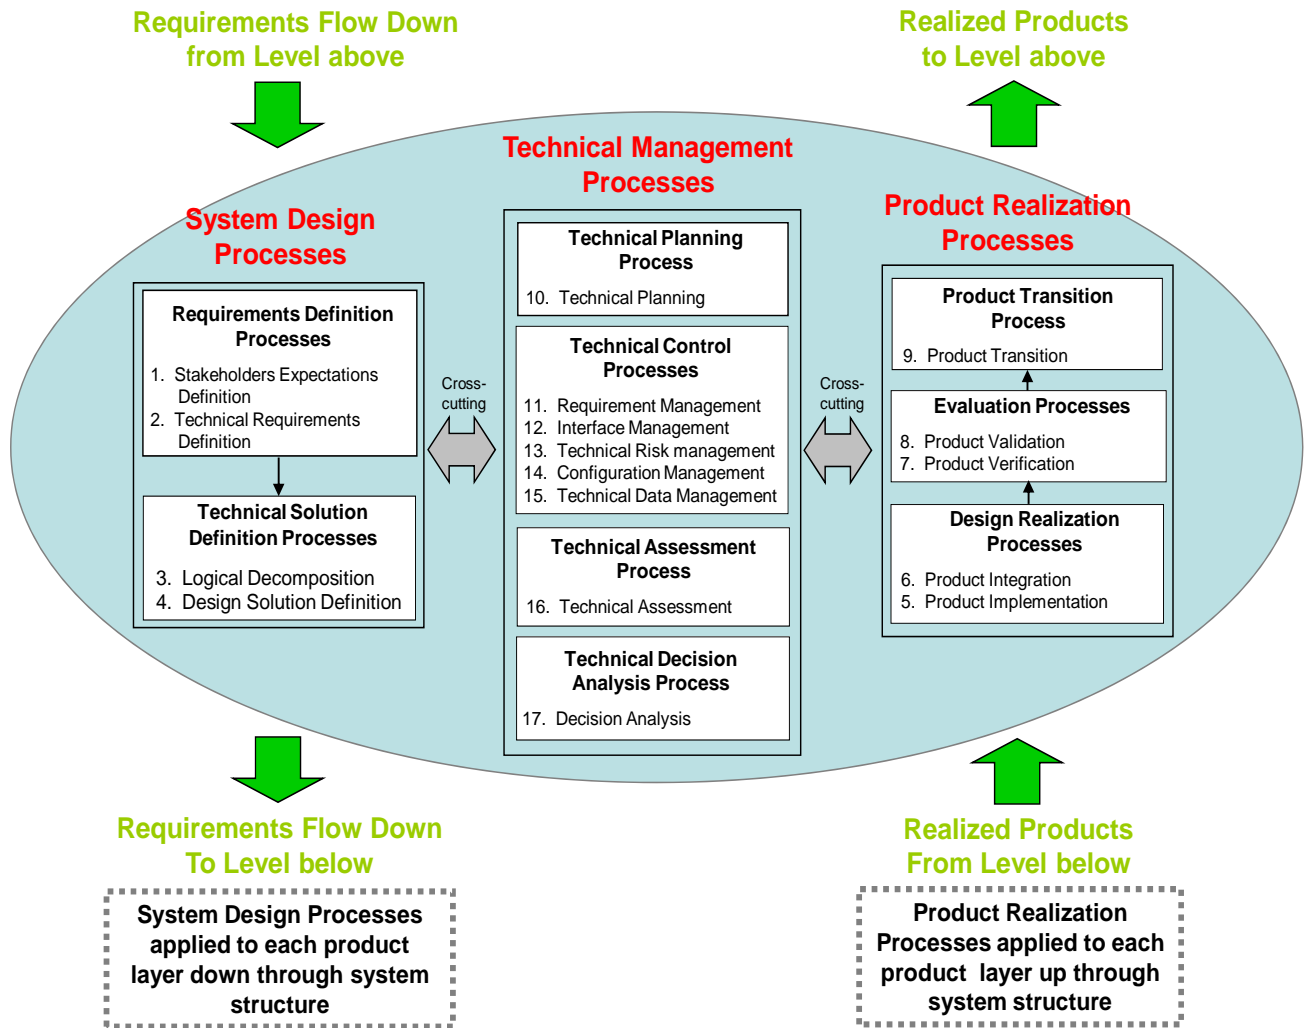 Requirements Flow Down
from Level above
Realized Products
to Level above
Technical Management
Processes
System Design
Processes
Product Realization
Processes
Requirements Definition
Processes
1. Stakeholders Expectations
Definition
2. Technical Requirements
Definition
Technical Solution
Definition Processes
3. Logical Decomposition
4. Design Solution Definition
Cross-
cutting
Technical Planning
Process
10. Technical Planning
Technical Control
Processes
11. Requirement Management
12. Interface Management
13. Technical Risk management
14. Configuration Management
15. Technical Data Management
Technical Assessment
Process
16. Technical Assessment
Technical Decision
Analysis Process
17. Decision Analysis
Cross-
cutting
Product Transition
Process
9. Product Transition
Evaluation Processes
8. Product Validation
7. Product Verification
Design Realization
Processes
6. Product Integration
5. Product Implementation
Requirements Flow Down
To Level below
Realized Products
From Level below
System Design Processes
applied to each product
layer down through system
structure
Product Realization
Processes applied to each
product layer up through
system structure